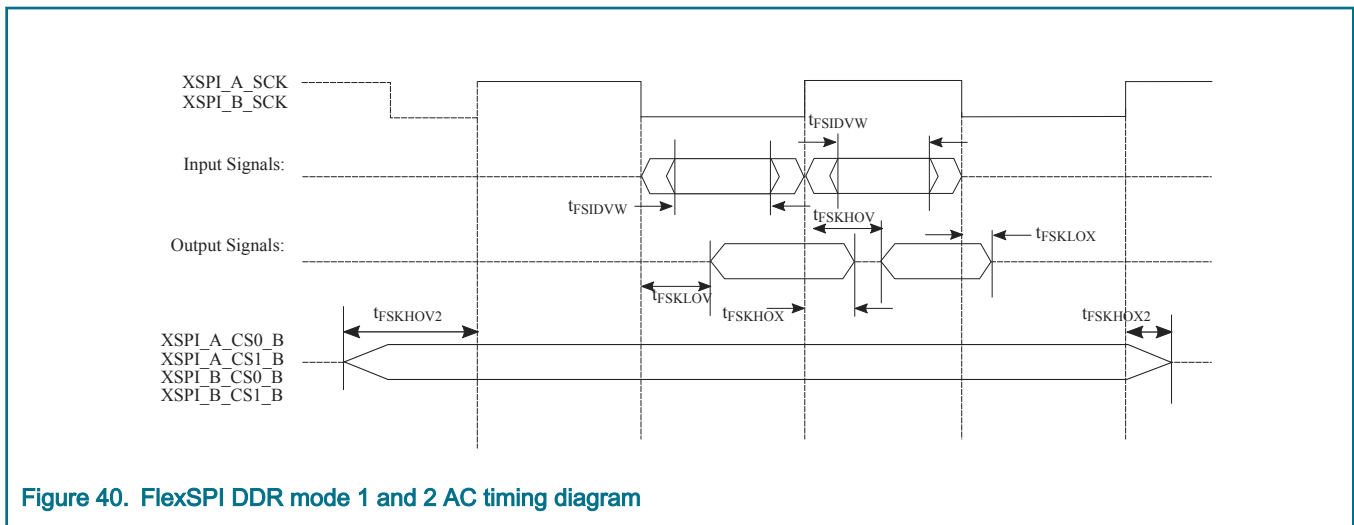 XSPI_A_SCK
XSPI_B_SCK
tFSIDVW
Input Signals:
tFSIDVW
tFSKHOV
Output Signals:
tFSKLOX
tFSKLOV
tFSKHOX
tFSKHOV2
tFSKHOX2
XSPI_A_CS0_B
XSPI_A_CS1_B
XSPI_B_CS0_B
XSPI_B_CS1_B
Figure 40. FlexSPI DDR mode 1 and 2 AC timing diagram